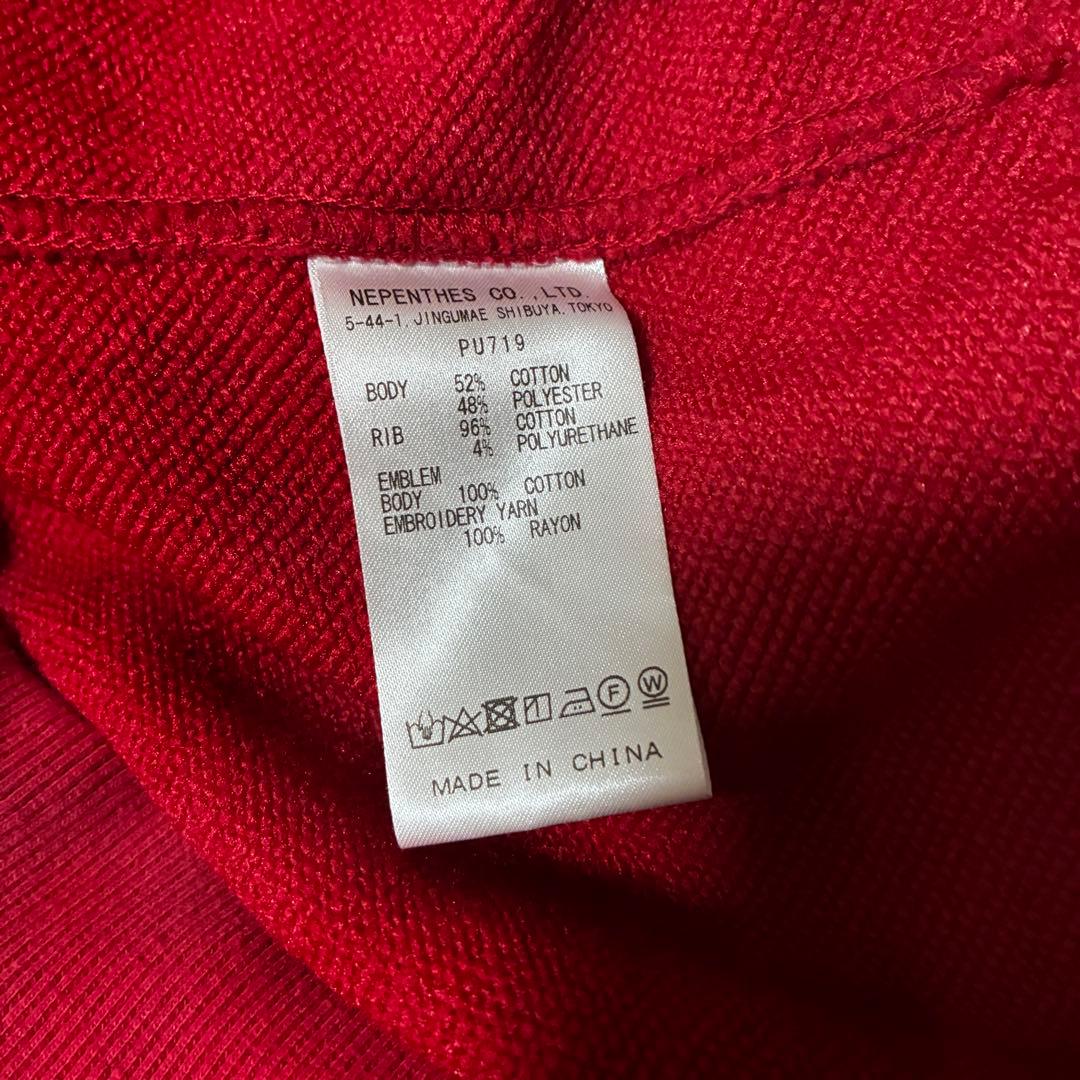 NEPENTHES CO.,LTD.
5-44-1, JINGUMAE SHIBUYA. TOKYO
PU719
BODY 52% COTTON
48% POLYESTER
RIB 96% COTTON
4% POLYURETHANE
EMBLEM
BODY 100% COTTON
EMBROIDERY YARN
100% RAYON
F W
MADE IN CHINA